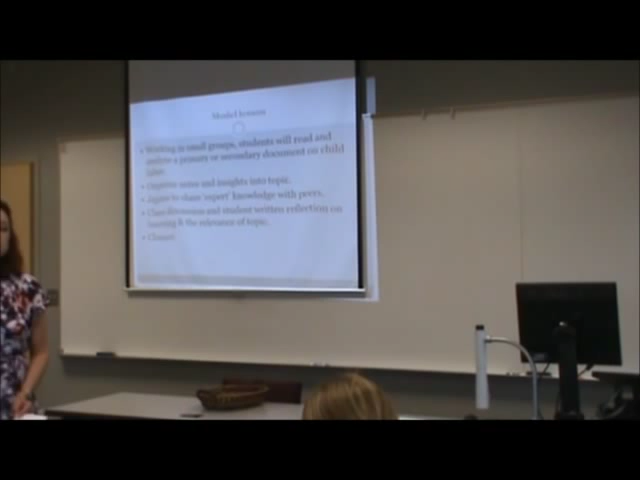 Model lessons
Working in small groups, students will read and
analyze a primary or secondary document on child
labor.
Organize notes and insights into topic.
Jigsaw to share 'expert' knowledge with peers.
Class discussion and student written reflection on
learning & the relevance of topic.
Closure